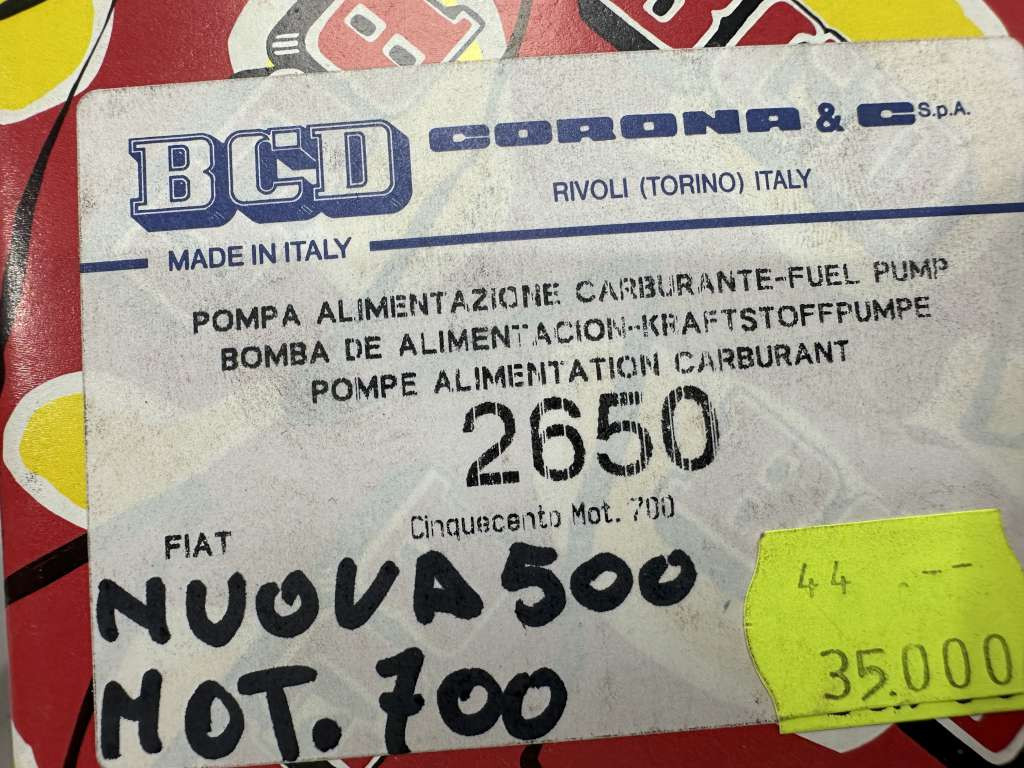 BCD CORONA & C S.p.A.
RIVOLI (TORINO) ITALY
MADE IN ITALY
POMPA ALIMENTAZIONE CARBURANTE-FUEL PUMP
BOMBA DE ALIMENTACION-KRAFTSTOFFPUMPE
POMPE ALIMENTATION CARBURANT
2650
FIAT Cinquecento Mot. 700
NUOVA 500
MOT. 700
44 .--
35.000